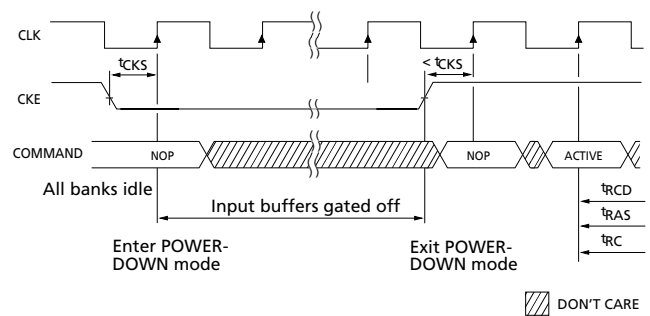 CLK
tCKS
< tCKS
CKE
COMMAND
NOP
NOP
ACTIVE
All banks idle
Input buffers gated off
tRCD
tRAS
tRC
Enter POWER-
DOWN mode
Exit POWER-
DOWN mode
DON'T CARE